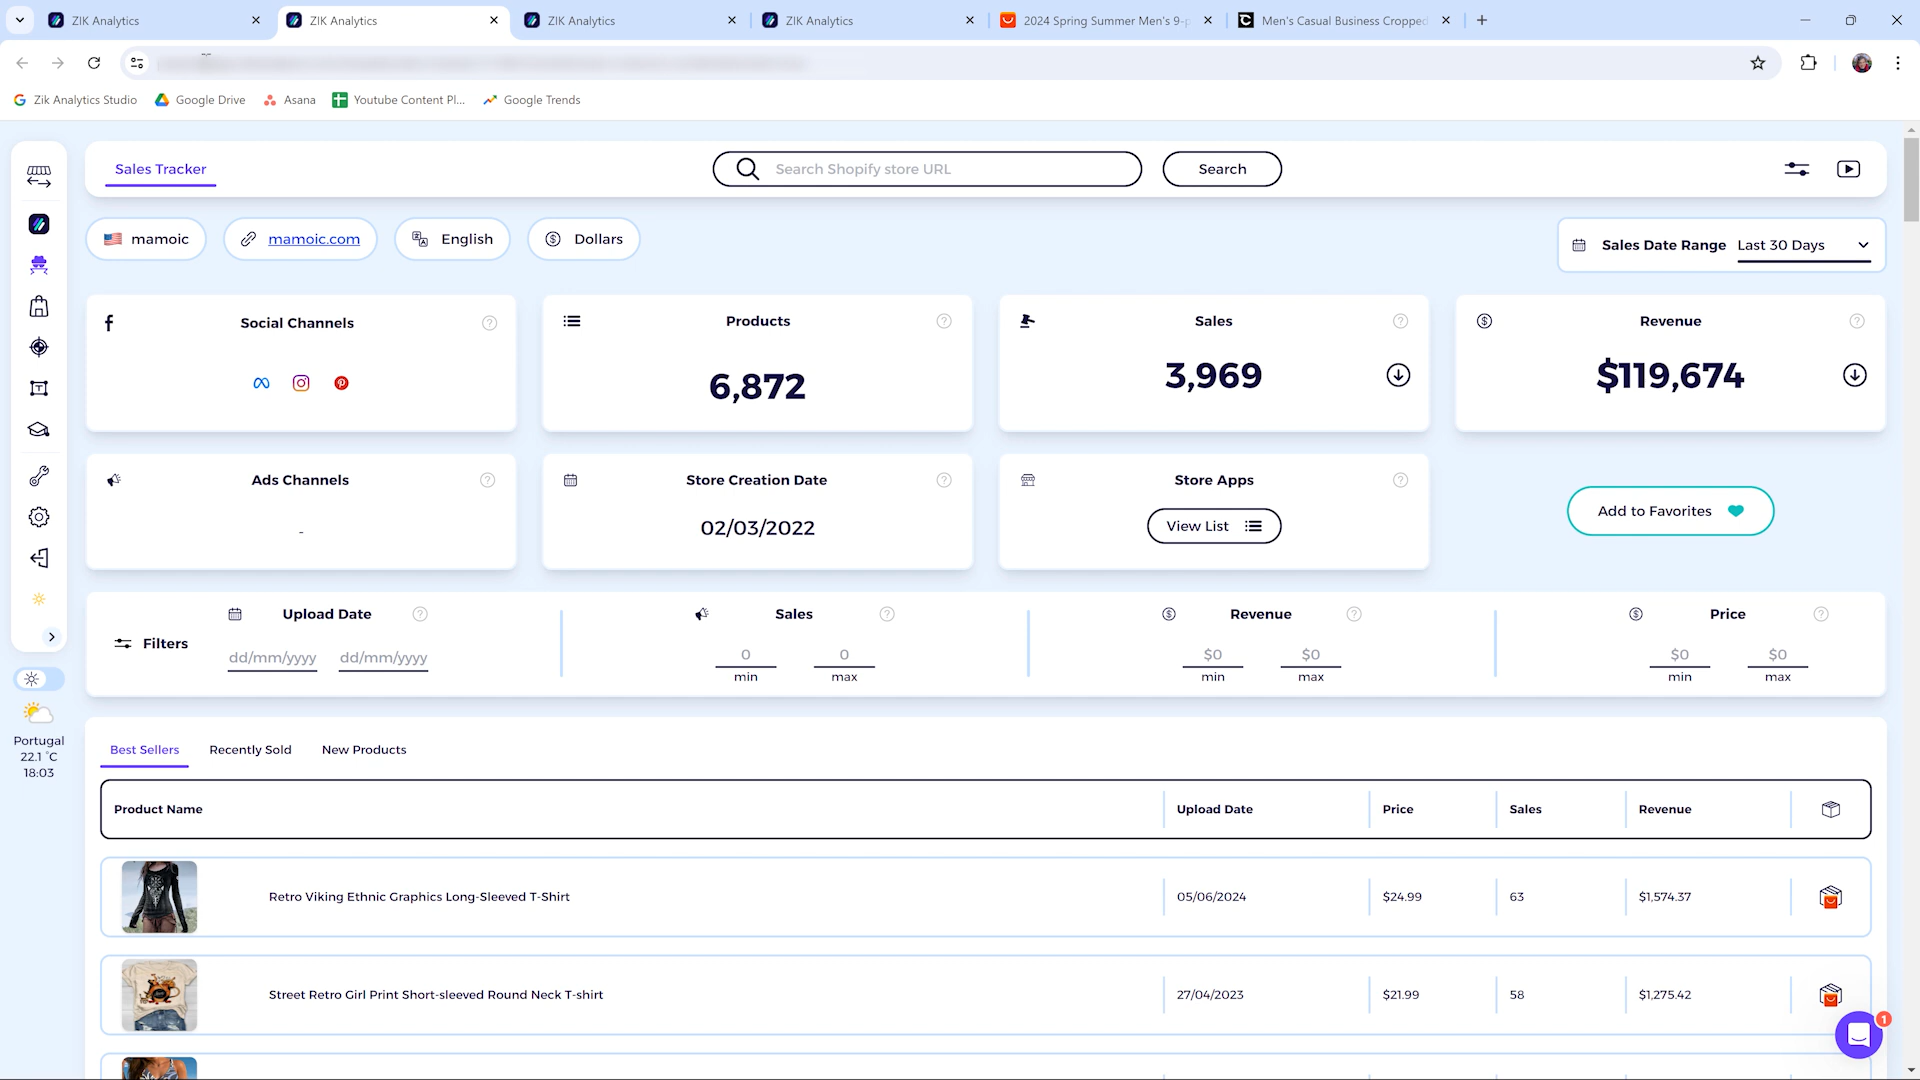 ZIK Analytics
ZIK Analytics
ZIK Analytics
ZIK Analytics
2024 Spring Summer Men's 9-p
Men's Casual Business Cropped
Zik Analytics Studio
Google Drive
Asana
Youtube Content Pl...
Google Trends
Sales Tracker
Search Shopify store URL
Search
mamoic
mamoic.com
English
Dollars
Sales Date Range Last 30 Days
Social Channels
Products
6,872
Sales
3,969
Revenue
$119,674
Ads Channels
-
Store Creation Date
02/03/2022
Store Apps
View List
Add to Favorites
Filters
Upload Date
dd/mm/yyyy dd/mm/yyyy
Sales
0 0
min max
Revenue
$0 $0
min max
Price
$0 $0
min max
Portugal
22.1 °C
18:03
Best Sellers Recently Sold New Products
Product Name Upload Date Price Sales Revenue
Retro Viking Ethnic Graphics Long-Sleeved T-Shirt 05/06/2024 $24.99 63 $1,574.37
Street Retro Girl Print Short-sleeved Round Neck T-shirt 27/04/2023 $21.99 58 $1,275.42
1